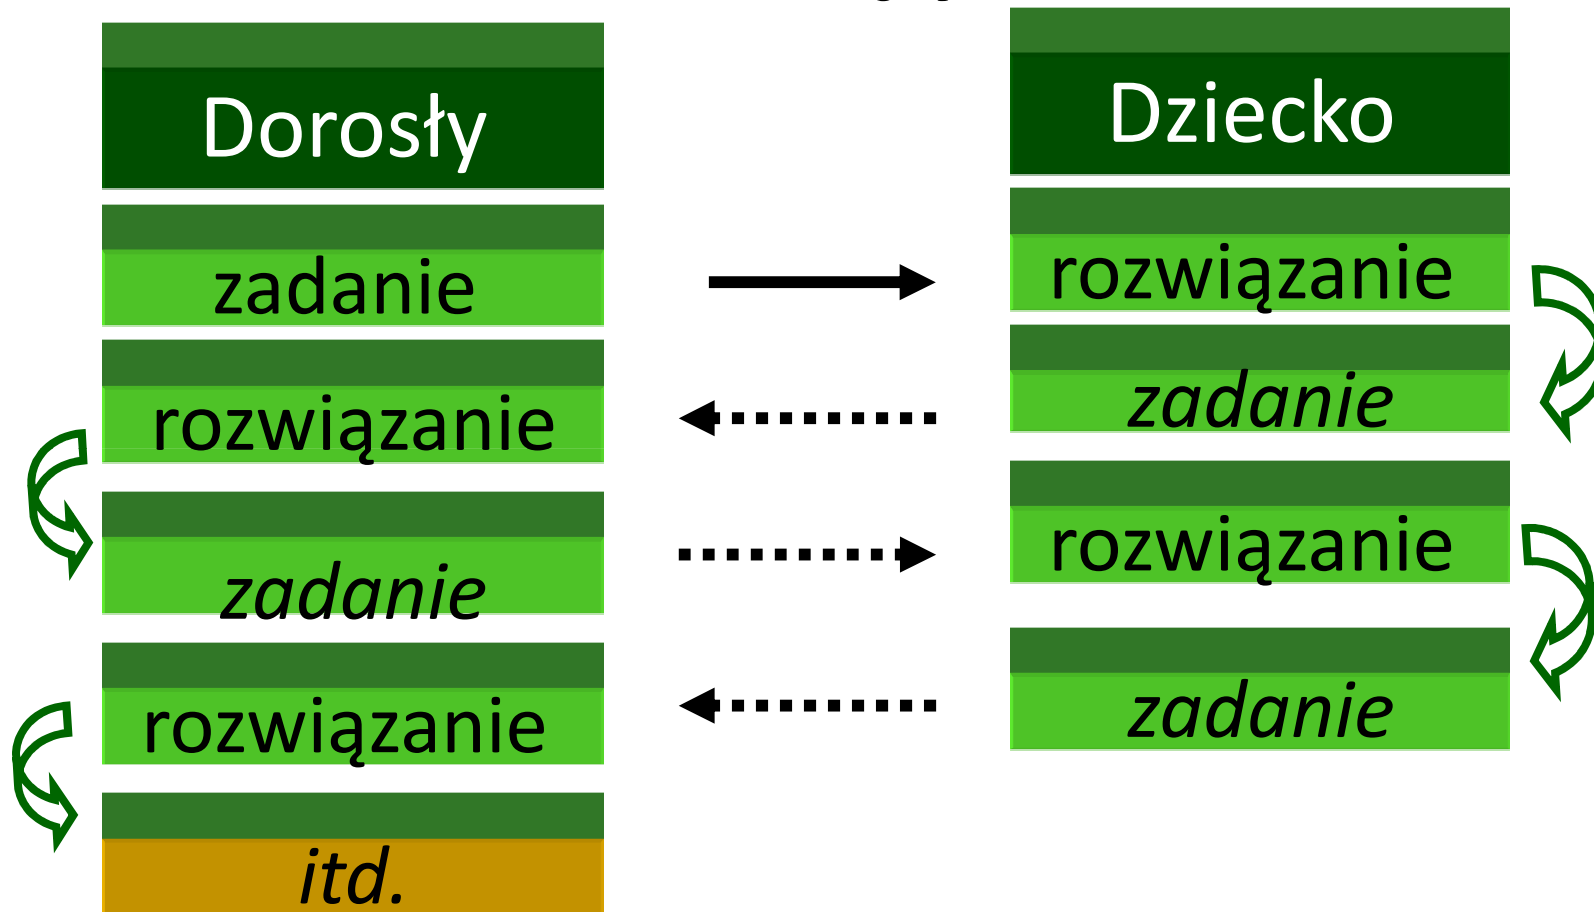 Dorosły
zadanie
rozwiązanie
zadanie
rozwiązanie
itd.
Dziecko
rozwiązanie
zadanie
rozwiązanie
zadanie